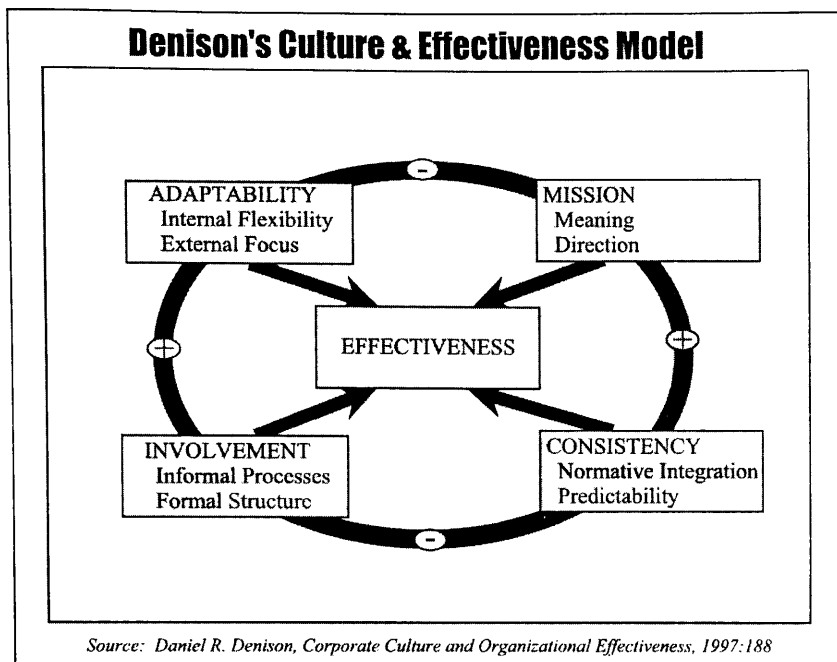 Denison's Culture & Effectiveness Model
-
ADAPTABILITY
Internal Flexibility
External Focus
MISSION
Meaning
Direction
+
EFFECTIVENESS
+
INVOLVEMENT
Informal Processes
Formal Structure
CONSISTENCY
Normative Integration
Predictability
-
Source: Daniel R. Denison, Corporate Culture and Organizational Effectiveness, 1997:188